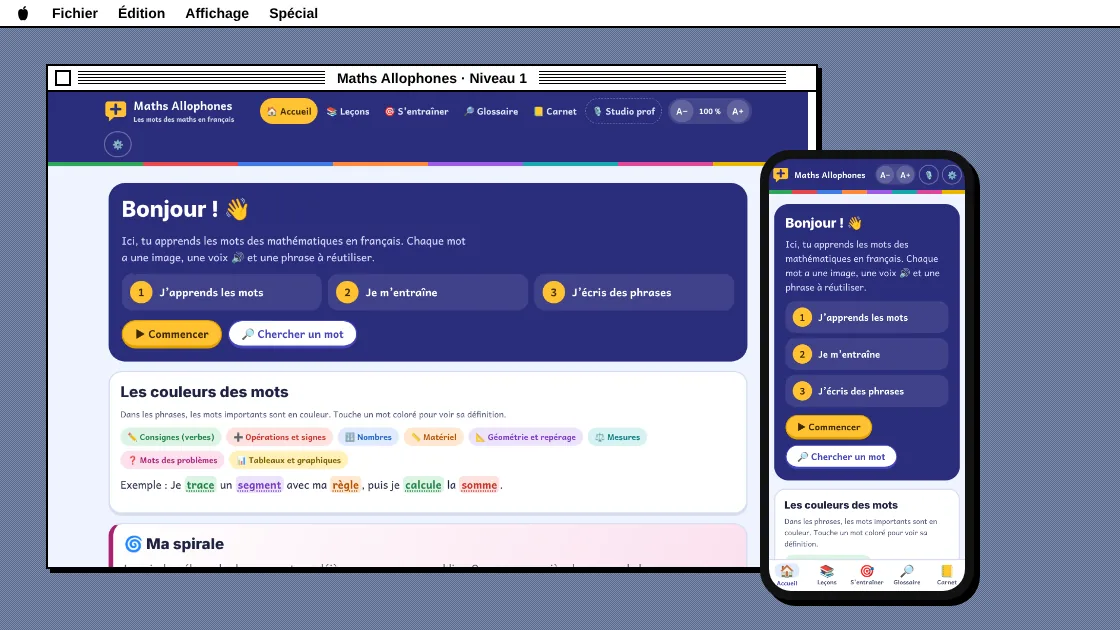 Fichier Édition Affichage Spécial
Maths Allophones · Niveau 1
Maths Allophones
Les mots des maths en français
Accueil Leçons S'entraîner Glossaire Carnet Studio prof A− 100 % A+
Bonjour !
Ici, tu apprends les mots des mathématiques en français. Chaque mot
a une image, une voix et une phrase à réutiliser.
1 J'apprends les mots
2 Je m'entraîne
3 J'écris des phrases
Commencer
Chercher un mot
Les couleurs des mots
Dans les phrases, les mots importants sont en couleur. Touche un mot coloré pour voir sa définition.
Consignes (verbes) Opérations et signes Nombres Matériel Géométrie et repérage Mesures
Mots des problèmes Tableaux et graphiques
Exemple : Je trace un segment avec ma règle, puis je calcule la somme.
Ma spirale
Maths Allophones A− A+
Bonjour !
Ici, tu apprends les mots des
mathématiques en français. Chaque
mot a une image, une voix et une
phrase à réutiliser.
1 J'apprends les mots
2 Je m'entraîne
3 J'écris des phrases
Commencer
Chercher un mot
Les couleurs des mots
Dans les phrases, les mots importants sont en
couleur. Touche un mot coloré pour voir sa
définition.
Accueil Leçons S'entraîner Glossaire Carnet